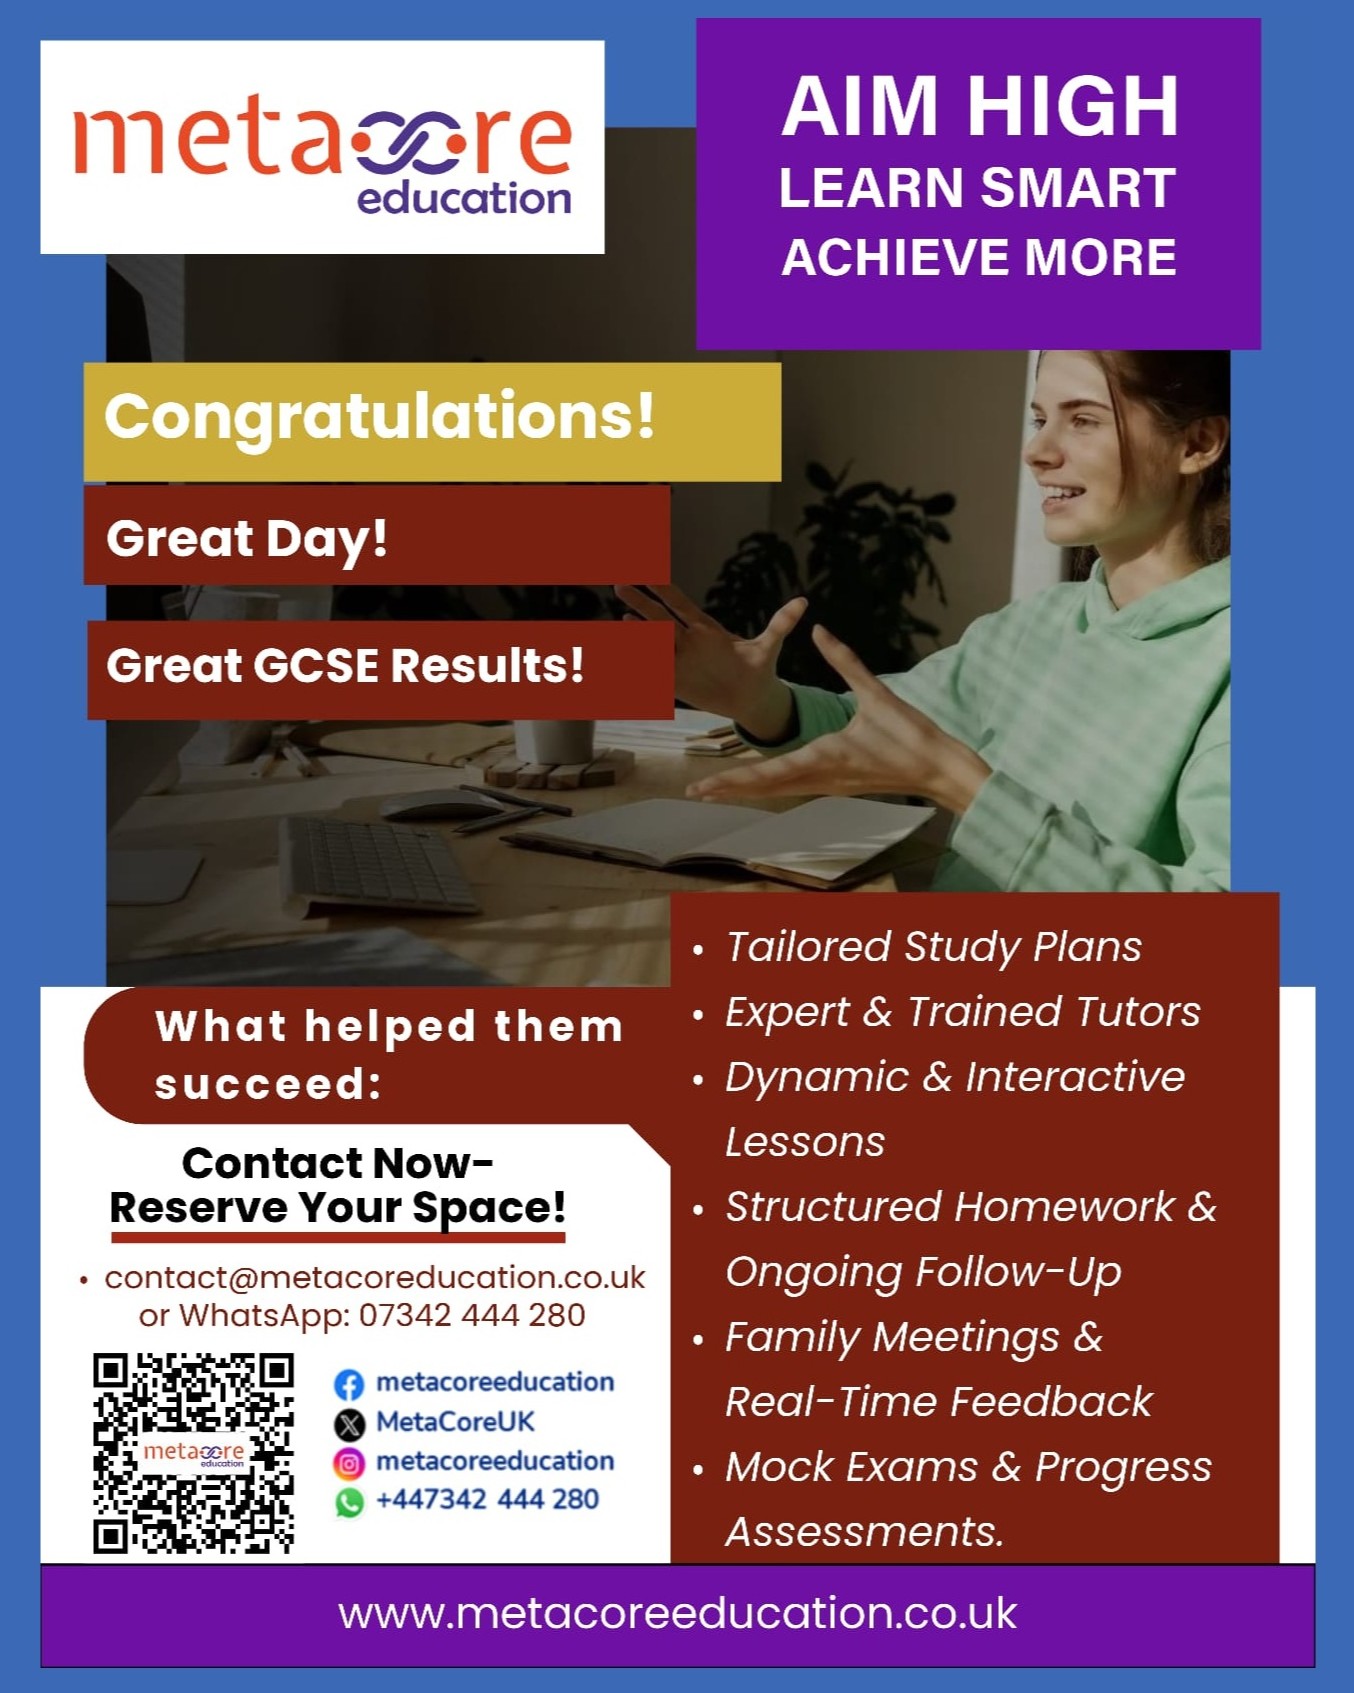 metacore
education
AIM HIGH
LEARN SMART
ACHIEVE MORE
Congratulations!
Great Day!
Great GCSE Results!
What helped them
succeed:
• Tailored Study Plans
• Expert & Trained Tutors
• Dynamic & Interactive
Lessons
• Structured Homework &
Ongoing Follow-Up
• Family Meetings &
Real-Time Feedback
• Mock Exams & Progress
Assessments.
Contact Now-
Reserve Your Space!
• contact@metacoreducation.co.uk
or WhatsApp: 07342 444 280
metacore
education
metacoreeducation
MetaCoreUK
metacoreeducation
+447342 444 280
www.metacoreeducation.co.uk